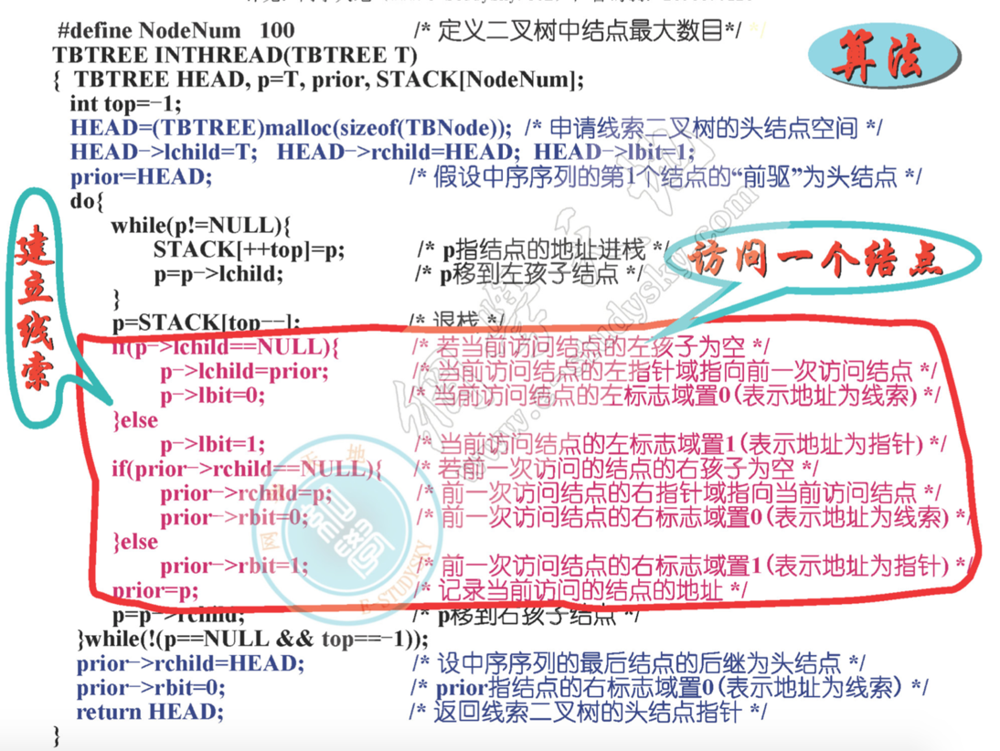 #define NodeNum 100 /* 定义二叉树中结点最大数目*/
算法
TBTREE INTHREAD(TBTREE T)
{ TBTREE HEAD, p=T, prior, STACK[NodeNum];
int top=-1;
HEAD=(TBTREE)malloc(sizeof(TBNode)); /* 申请线索二叉树的头结点空间 */
HEAD->lchild=T; HEAD->rchild=HEAD; HEAD->lbit=1;
prior=HEAD; /* 假设中序序列的第1个结点的“前驱”为头结点 */
do{
while(p!=NULL){
STACK[++top]=p; /* p指结点的地址进栈 */
p=p->lchild; /* p移到左孩子结点 */
访问一个结点
建立线索
}
p=STACK[top--]; /* 退栈 */
if(p->lchild==NULL){ /* 若当前访问结点的左孩子为空 */
p->lchild=prior; /* 当前访问结点的左指针域指向前一次访问结点 */
p->lbit=0; /* 当前访问结点的左标志域置0(表示地址为线索) */
}else
p->lbit=1; /* 当前访问结点的左标志域置1(表示地址为指针) */
if(prior->rchild==NULL){ /* 若前一次访问的结点的右孩子为空 */
prior->rchild=p; /* 前一次访问结点的右指针域指向当前访问结点 */
prior->rbit=0; /* 前一次访问结点的右标志域置0(表示地址为线索) */
}else
prior->rbit=1; /* 前一次访问结点的右标志域置1(表示地址为指针) */
prior=p; /* 记录当前访问的结点的地址 */
p=p->rchild; /* p移到右孩子结点 */
}while(!(p==NULL && top==-1));
prior->rchild=HEAD; /* 设中序序列的最后结点的后继为头结点 */
prior->rbit=0; /* prior指结点的右标志域置0(表示地址为线索) */
return HEAD; /* 返回线索二叉树的头结点指针 */
}
E-STUDYSKY